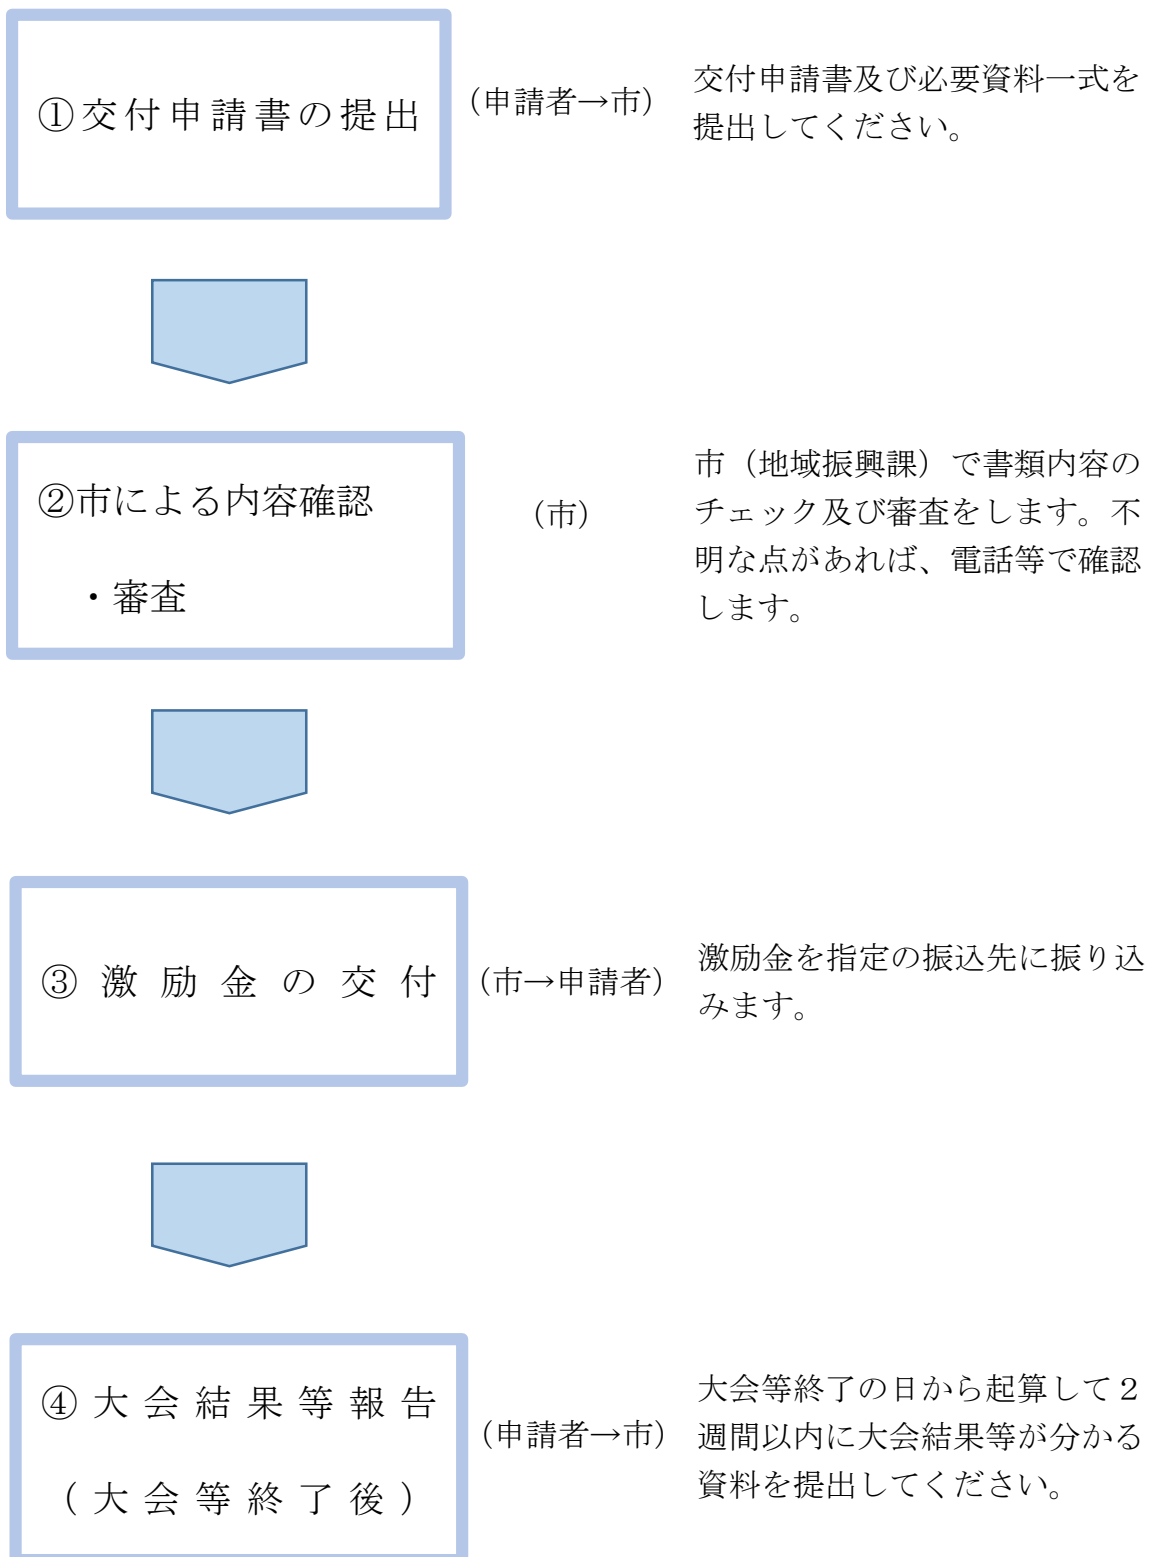 ①交付申請書の提出
(申請者→市)
交付申請書及び必要資料一式を
提出してください。
②市による内容確認
・審査
(市)
市（地域振興課）で書類内容の
チェック及び審査をします。不
明な点があれば、電話等で確認
します。
③激励金の交付
(市→申請者)
激励金を指定の振込先に振り込
みます。
④大会結果等報告
(大会等終了後)
(申請者→市)
大会等終了の日から起算して２
週間以内に大会結果等が分かる
資料を提出してください。